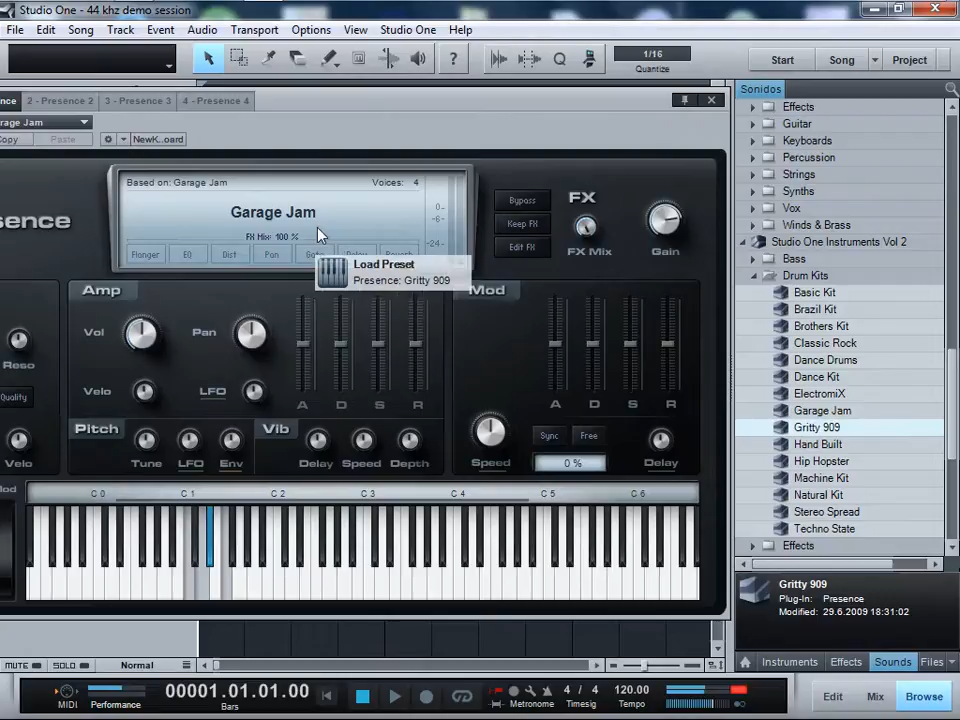 Studio One - 44 khz demo session
File Edit Song Track Event Audio Transport Options View Studio One Help
1/16
Quantize
Start Song Project
2 - Presence 2 3 - Presence 3 4 - Presence 4
Sonidos
Effects
Guitar
Keyboards
Percussion
Strings
Synths
Vox
Winds & Brass
Studio One Instruments Vol 2
Bass
Drum Kits
Basic Kit
Brazil Kit
Brothers Kit
Classic Rock
Dance Drums
Dance Kit
ElectromiX
Garage Jam
Gritty 909
Hand Built
Hip Hopster
Machine Kit
Natural Kit
Stereo Sound
Techno State
Effects
rage Jam
Copy Paste NewK...oard
Based on: Garage Jam Voices: 4
Garage Jam
FX Mix: 100 %
0
-6
-24
Flanger EQ Dist Pan Gate Delay Reverb
Load Preset
Presence: Gritty 909
sence
Bypass
Keep FX
Edit FX
FX
FX Mix
Gain
Amp
Vol Pan
Velo LFO
A D S R
Mod
A D S R
Reso
Quality
Velo
Pitch
Tune LFO Env
Vib
Delay Speed Depth
Speed
Sync Free
0 %
Delay
C 0 C 1 C 2 C 3 C 4 C 5 C 6
Gritty 909
Plug-In: Presence
Modified: 29.6.2009 18:31:02
MUTE SOLO Normal
Instruments Effects Sounds Files
MIDI Performance
00001.01.01.00
Bars
Metronome
4 / 4
Timesig
120.00
Tempo
Edit Mix Browse